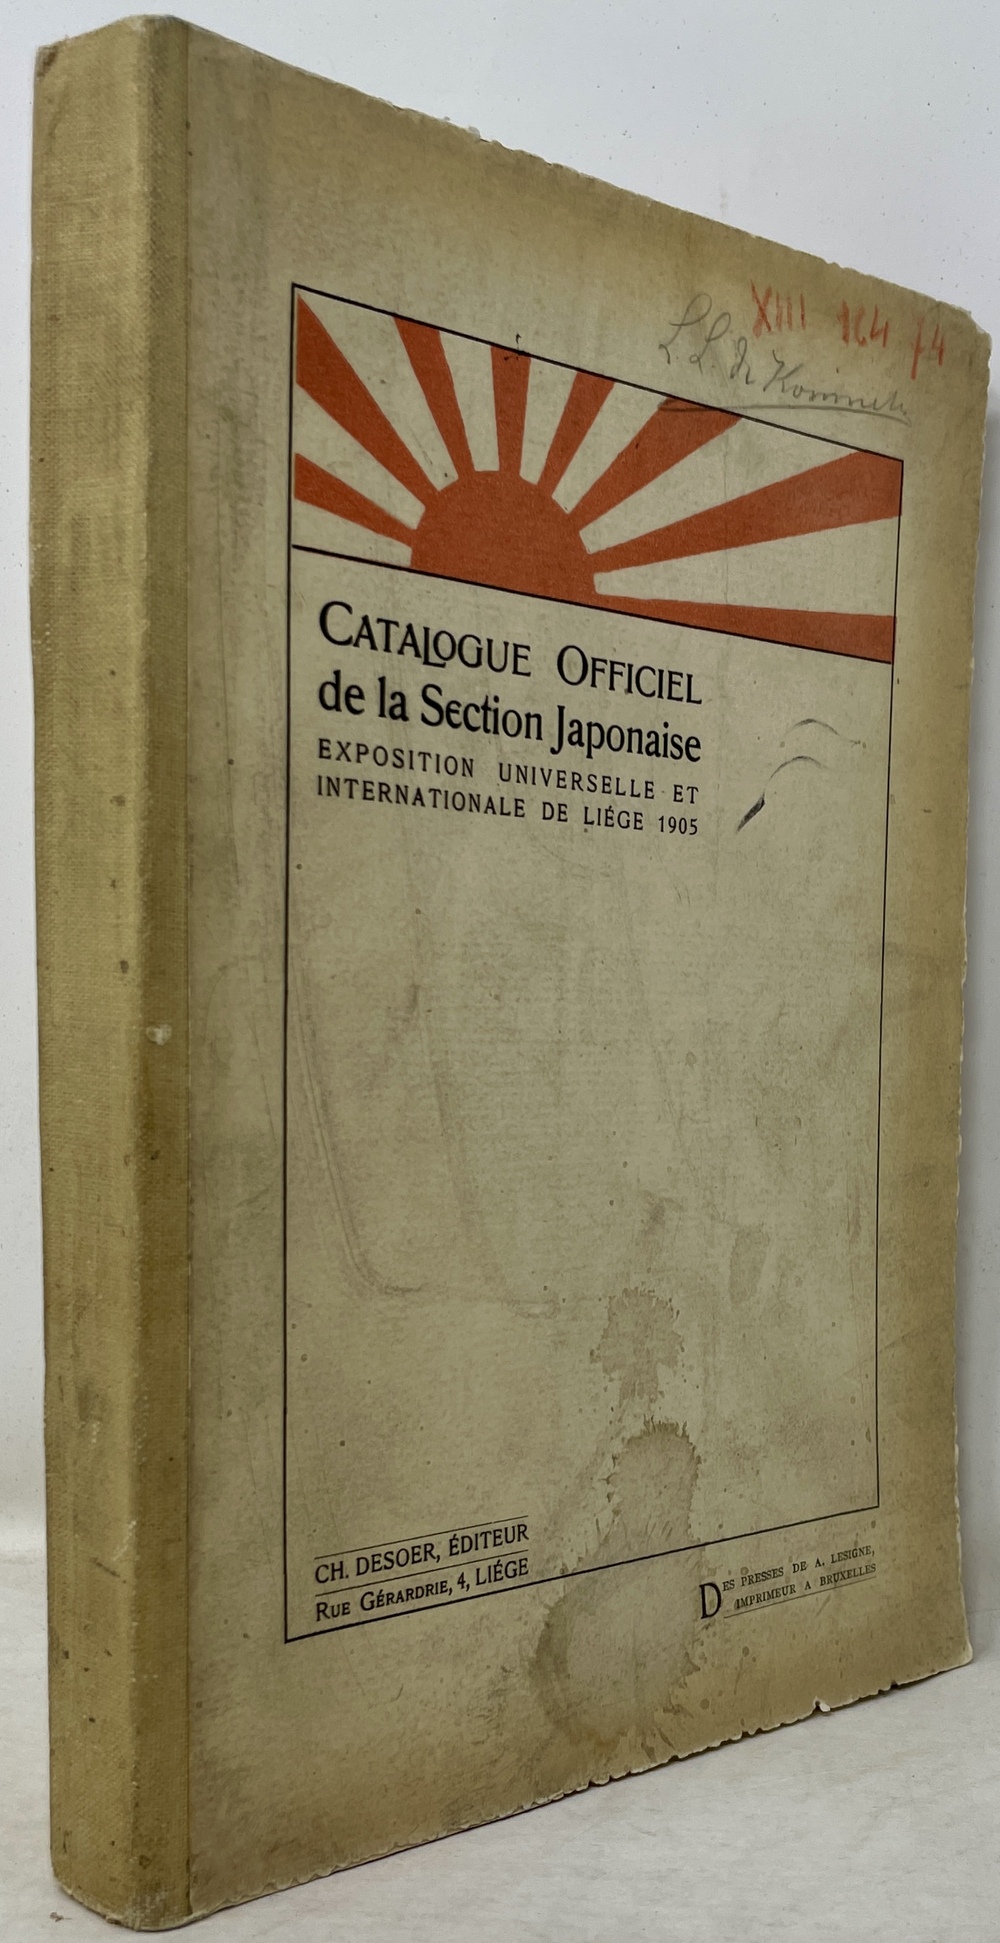 XIII 164 74
CATALOGUE OFFICIEL
de la Section Japonaise
EXPOSITION UNIVERSELLE ET
INTERNATIONALE DE LIÉGE 1905
CH. DESOER, ÉDITEUR
RUE GÉRARDRIE, 4, LIÉGE
DES PRESSES DE A. LESIGNE,
IMPRIMEUR A BRUXELLES